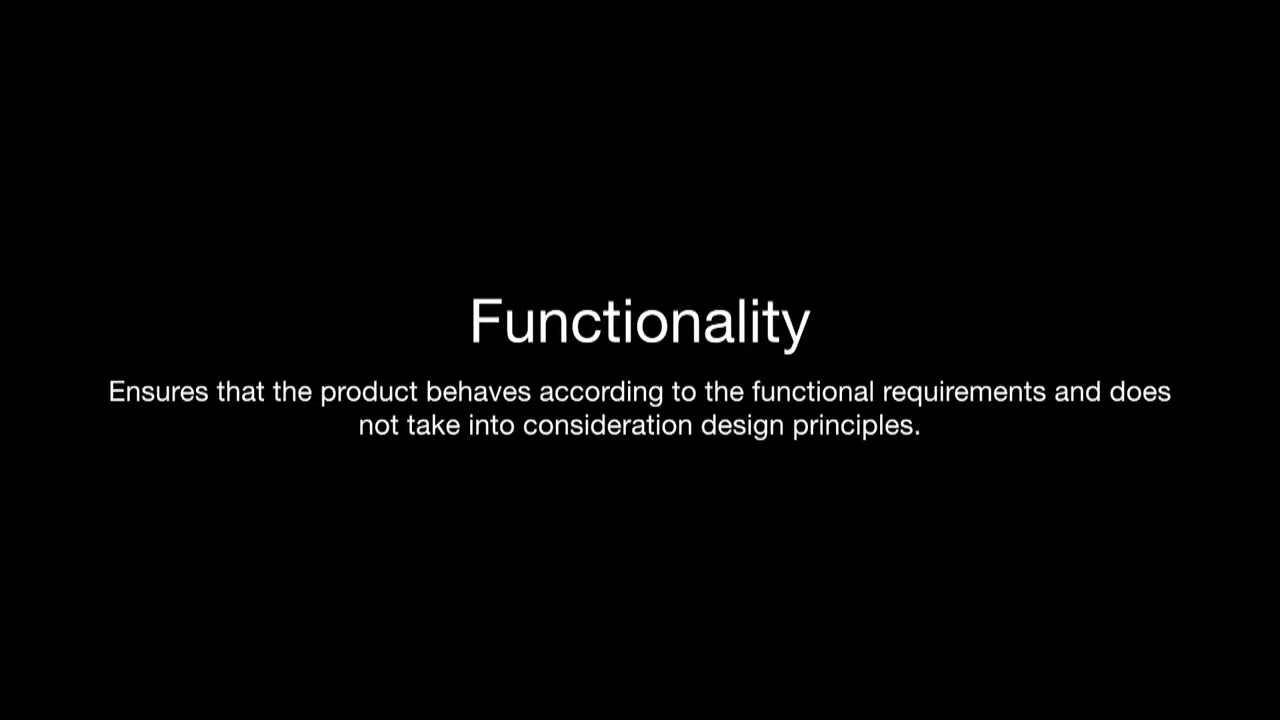 Functionality
Ensures that the product behaves according to the functional requirements and does
not take into consideration design principles.